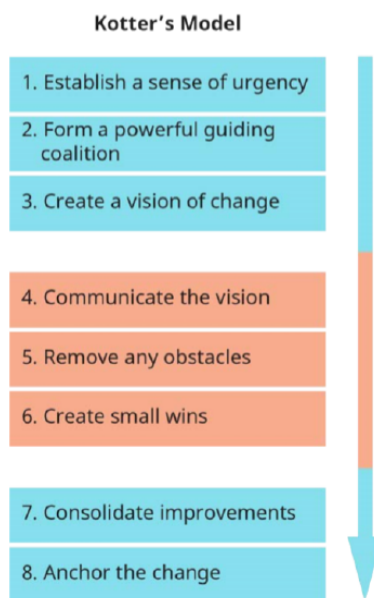 Kotter’s Model
1. Establish a sense of urgency
2. Form a powerful guiding
coalition
3. Create a vision of change
4. Communicate the vision
5. Remove any obstacles
6. Create small wins
7. Consolidate improvements
8. Anchor the change